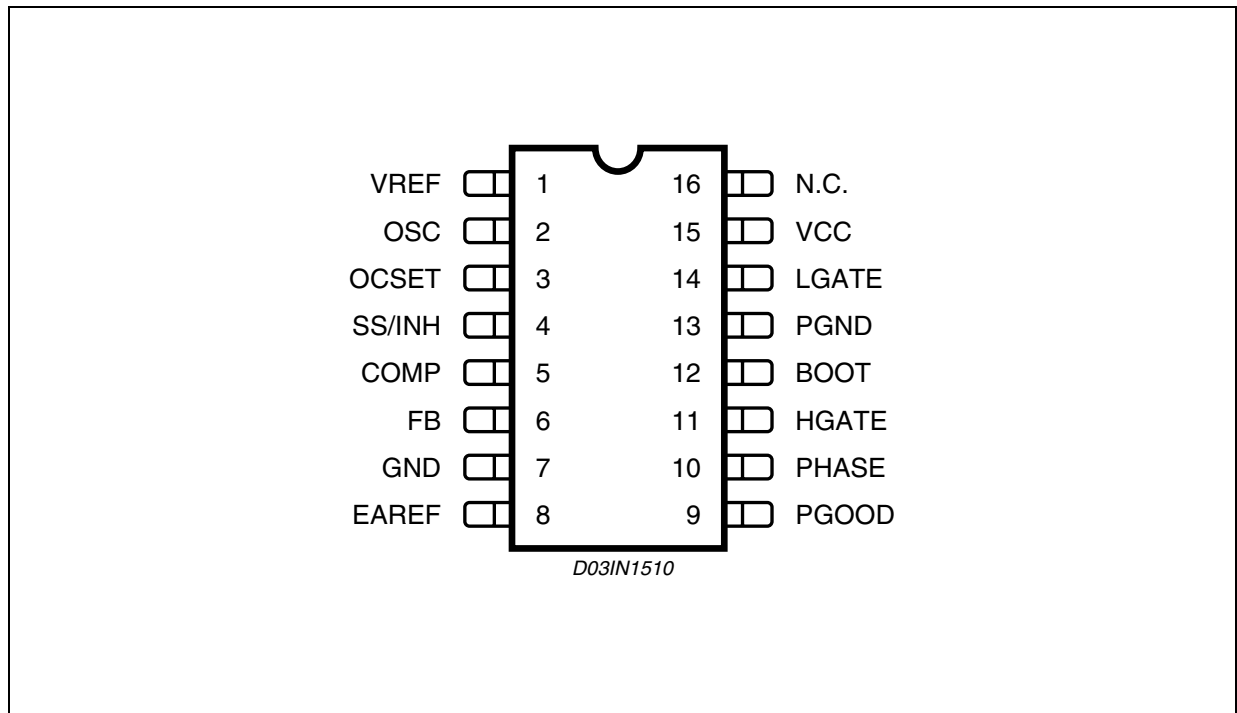 VREF 1 16 N.C.
OSC 2 15 VCC
OCSET 3 14 LGATE
SS/INH 4 13 PGND
COMP 5 12 BOOT
FB 6 11 HGATE
GND 7 10 PHASE
EAREF 8 9 PGOOD
D03IN1510